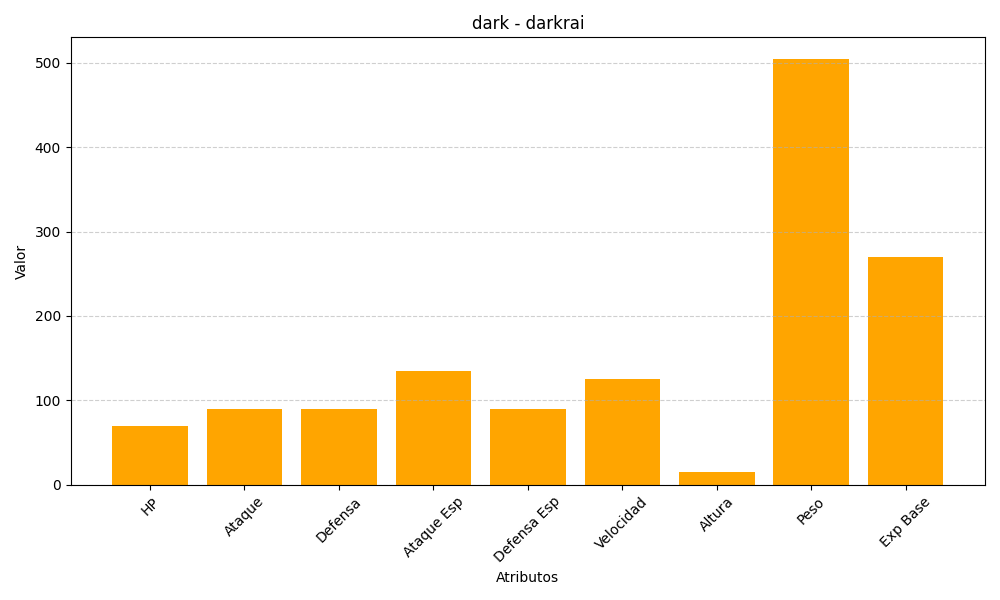 dark - darkrai
Valor
500
400
300
200
100
0
HP
Ataque
Defensa
Ataque Esp
Defensa Esp
Velocidad
Altura
Peso
Exp Base
Atributos